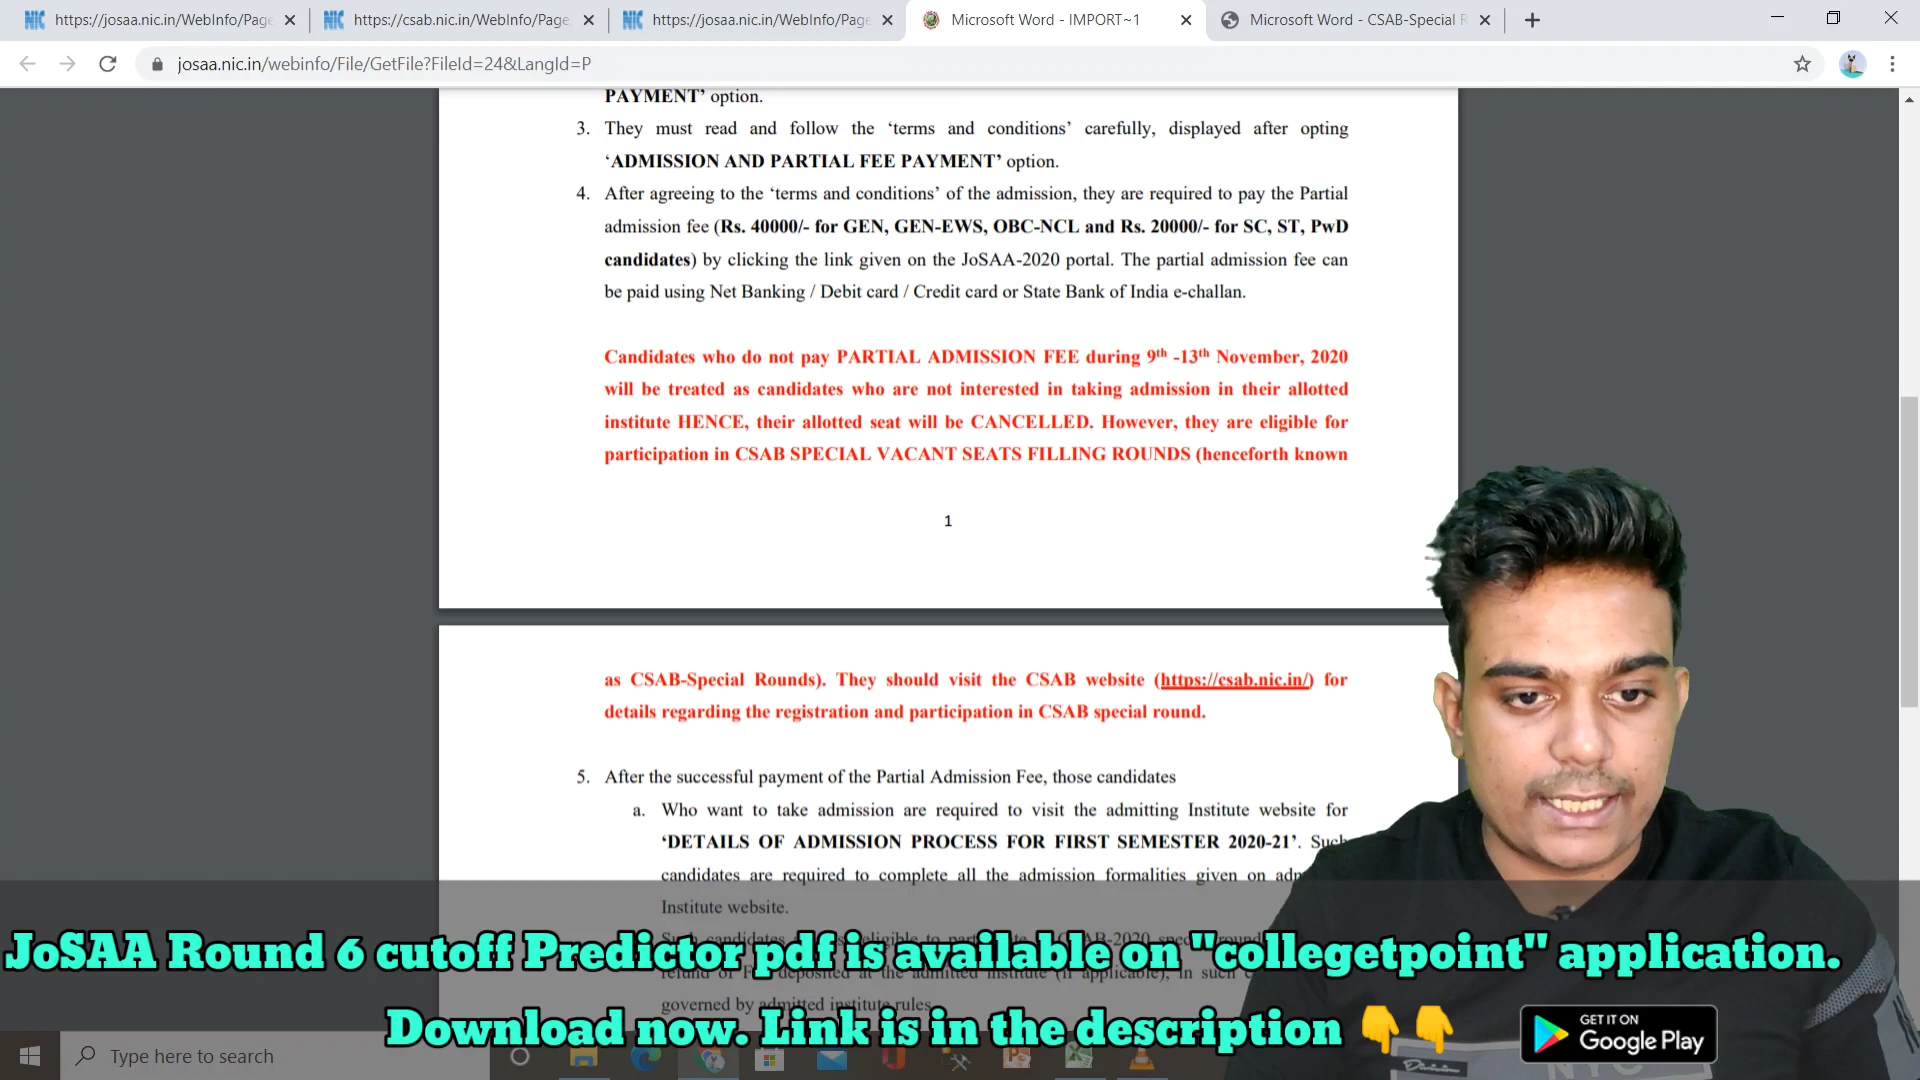 https://josaa.nic.in/WebInfo/Page
https://csab.nic.in/WebInfo/Page
https://josaa.nic.in/WebInfo/Page
Microsoft Word - IMPORT~1
Microsoft Word - CSAB-Special R
josaa.nic.in/webinfo/File/GetFile?FileId=24&LangId=P
PAYMENT’ option.
3. They must read and follow the ‘terms and conditions’ carefully, displayed after opting
‘ADMISSION AND PARTIAL FEE PAYMENT’ option.
4. After agreeing to the ‘terms and conditions’ of the admission, they are required to pay the Partial
admission fee (Rs. 40000/- for GEN, GEN-EWS, OBC-NCL and Rs. 20000/- for SC, ST, PwD
candidates) by clicking the link given on the JoSAA-2020 portal. The partial admission fee can
be paid using Net Banking / Debit card / Credit card or State Bank of India e-challan.
Candidates who do not pay PARTIAL ADMISSION FEE during 9th -13th November, 2020
will be treated as candidates who are not interested in taking admission in their allotted
institute HENCE, their allotted seat will be CANCELLED. However, they are eligible for
participation in CSAB SPECIAL VACANT SEATS FILLING ROUNDS (henceforth known
1
as CSAB-Special Rounds). They should visit the CSAB website (https://csab.nic.in/) for
details regarding the registration and participation in CSAB special round.
5. After the successful payment of the Partial Admission Fee, those candidates
a. Who want to take admission are required to visit the admitting Institute website for
‘DETAILS OF ADMISSION PROCESS FOR FIRST SEMESTER 2020-21’. Such
candidates are required to complete all the admission formalities given on
Institute website.
JoSAA Round 6 cutoff Predictor pdf is available on "collegetpoint" application.
governed by admitted institute rules
Download now. Link is in the description 👇👇
GET IT ON
Google Play
Type here to search
NYC